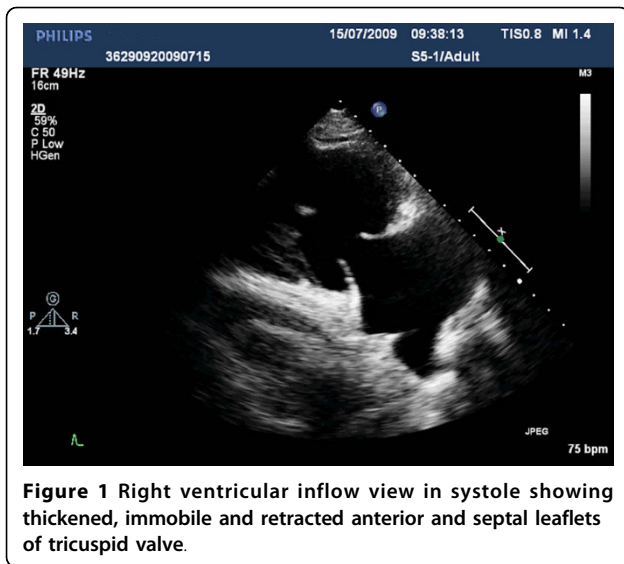 PHILIPS 15/07/2009 09:38:13 TIS0.8 MI 1.4
36290920090715 S5-1/Adult
FR 49Hz
16cm
M3
2D
59%
C 50
P Low
HGen
P
x
G
P R
1.7 3.4
JPEG
75 bpm
Figure 1 Right ventricular inflow view in systole showing
thickened, immobile and retracted anterior and septal leaflets
of tricuspid valve.